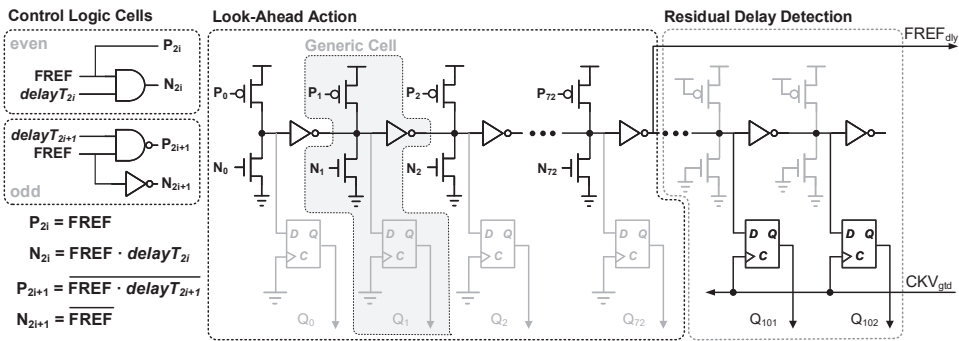 Control Logic Cells
even
P2i
FREF
delayT2i
N2i
delayT2i+1
FREF
P2i+1
N2i+1
odd
P2i = FREF
N2i = FREF · delayT2i
P2i+1 = FREF · delayT2i+1
N2i+1 = FREF
Look-Ahead Action
Generic Cell
P0
P1
P2
P72
N0
N1
N2
N72
D Q
C
D Q
C
D Q
C
D Q
C
Q0
Q1
Q2
Q72
Residual Delay Detection
FREFdly
D Q
C
D Q
C
CKVgtd
Q101
Q102